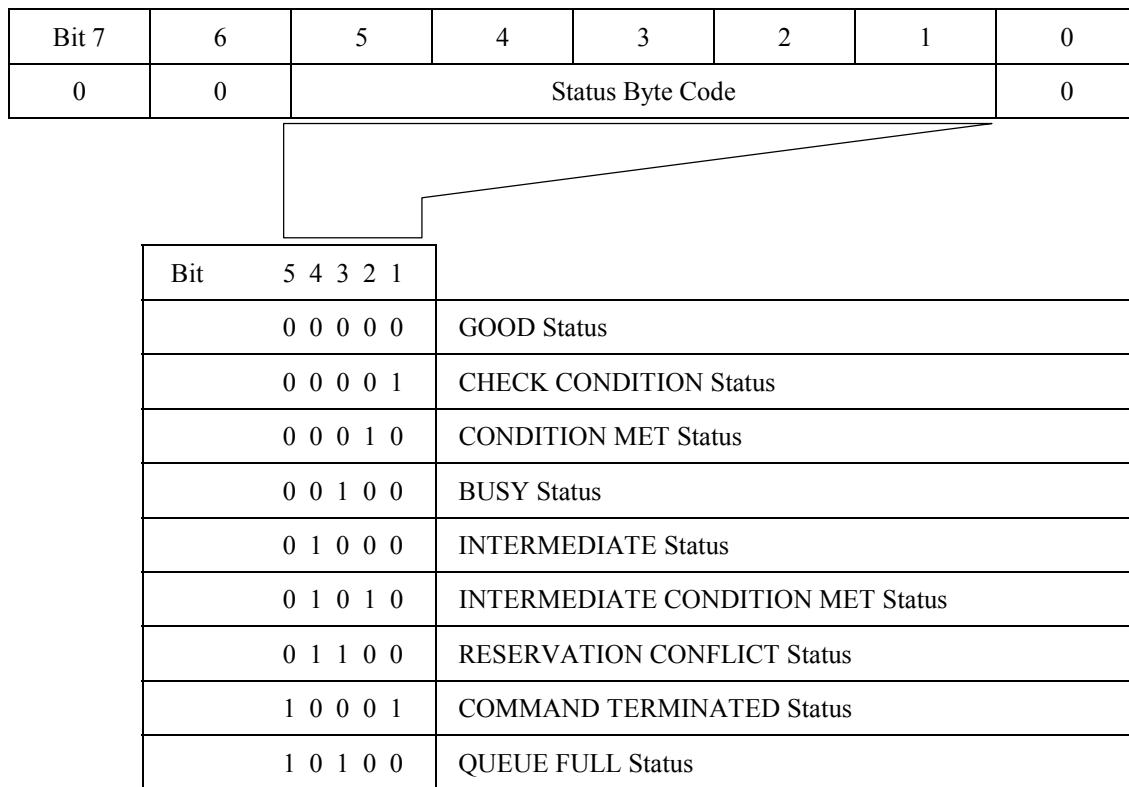 Bit 7 6 5 4 3 2 1 0
0 0 Status Byte Code 0
Bit 5 4 3 2 1
0 0 0 0 0 GOOD Status
0 0 0 0 1 CHECK CONDITION Status
0 0 0 1 0 CONDITION MET Status
0 0 1 0 0 BUSY Status
0 1 0 0 0 INTERMEDIATE Status
0 1 0 1 0 INTERMEDIATE CONDITION MET Status
0 1 1 0 0 RESERVATION CONFLICT Status
1 0 0 0 1 COMMAND TERMINATED Status
1 0 1 0 0 QUEUE FULL Status